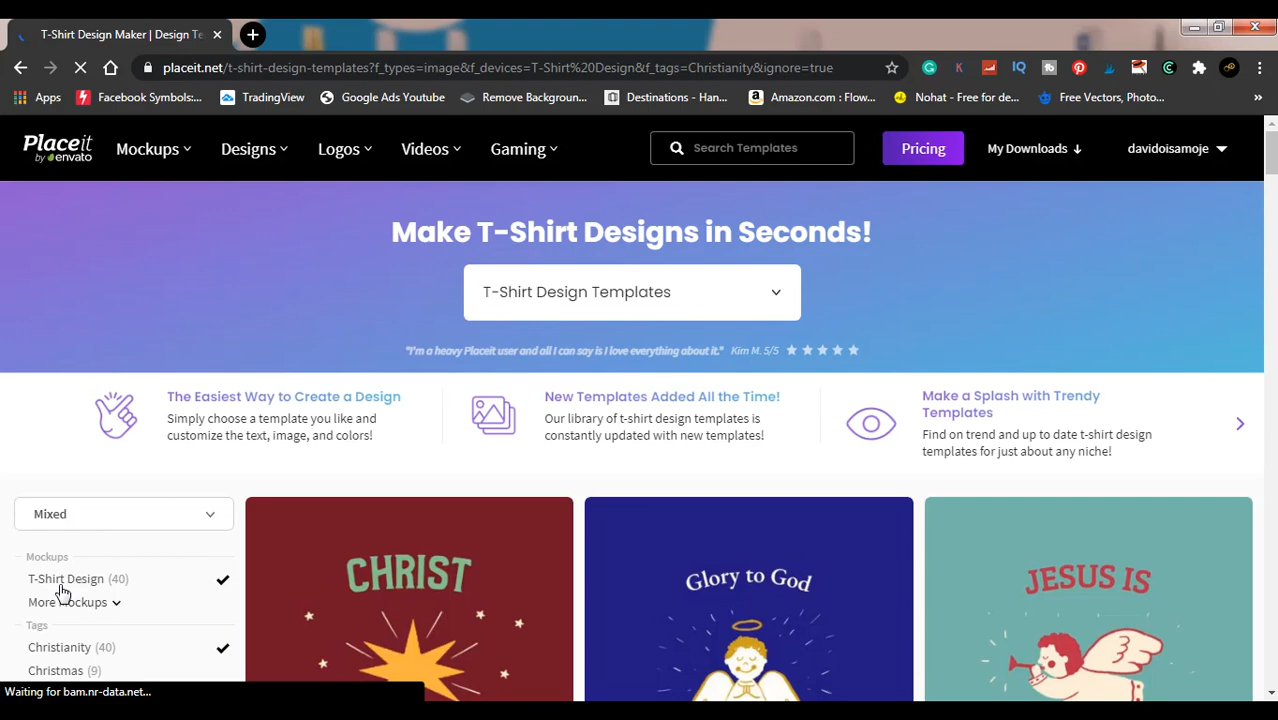 T-Shirt Design Maker | Design Te
placeit.net/t-shirt-design-templates?f_types=image&f_devices=T-Shirt%20Design&f_tags=Christianity&ignore=true
Apps
Facebook Symbols:...
TradingView
Google Ads Youtube
Remove Backgroun...
Destinations - Han...
Amazon.com : Flow...
Nohat - Free for de...
Free Vectors, Photo...
Placeit
by envato
Mockups
Designs
Logos
Videos
Gaming
Search Templates
Pricing
My Downloads
davidoisamoje
Make T-Shirt Designs in Seconds!
T-Shirt Design Templates
"I'm a heavy Placeit user and all I can say is I love everything about it." Kim M. 5/5
The Easiest Way to Create a Design
Simply choose a template you like and
customize the text, image, and colors!
New Templates Added All the Time!
Our library of t-shirt design templates is
constantly updated with new templates!
Make a Splash with Trendy
Templates
Find on trend and up to date t-shirt design
templates for just about any niche!
Mixed
Mockups
T-Shirt Design (40)
More Mockups
Tags
Christianity (40)
Christmas (9)
CHRIST
Glory to God
JESUS IS
Waiting for bam.nr-data.net...